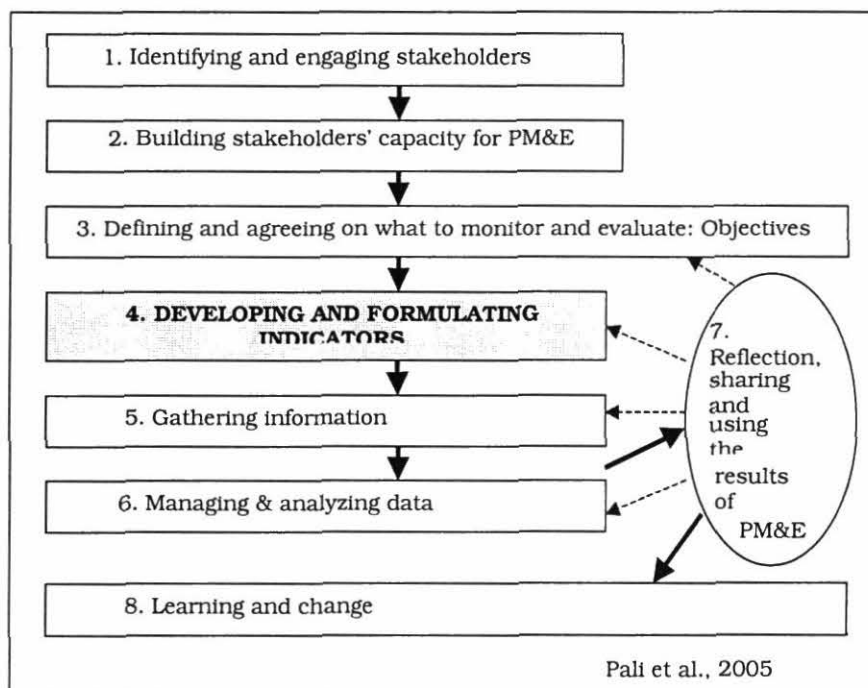 1. Identifying and engaging stakeholders
2. Building stakeholders' capacity for PM&E
3. Defining and agreeing on what to monitor and evaluate: Objectives
4. DEVELOPING AND FORMULATING
INDICATORS
5. Gathering information
6. Managing & analyzing data
7.
Reflection,
sharing
and
using
the
results
of
PM&E
8. Learning and change
Pali et al., 2005